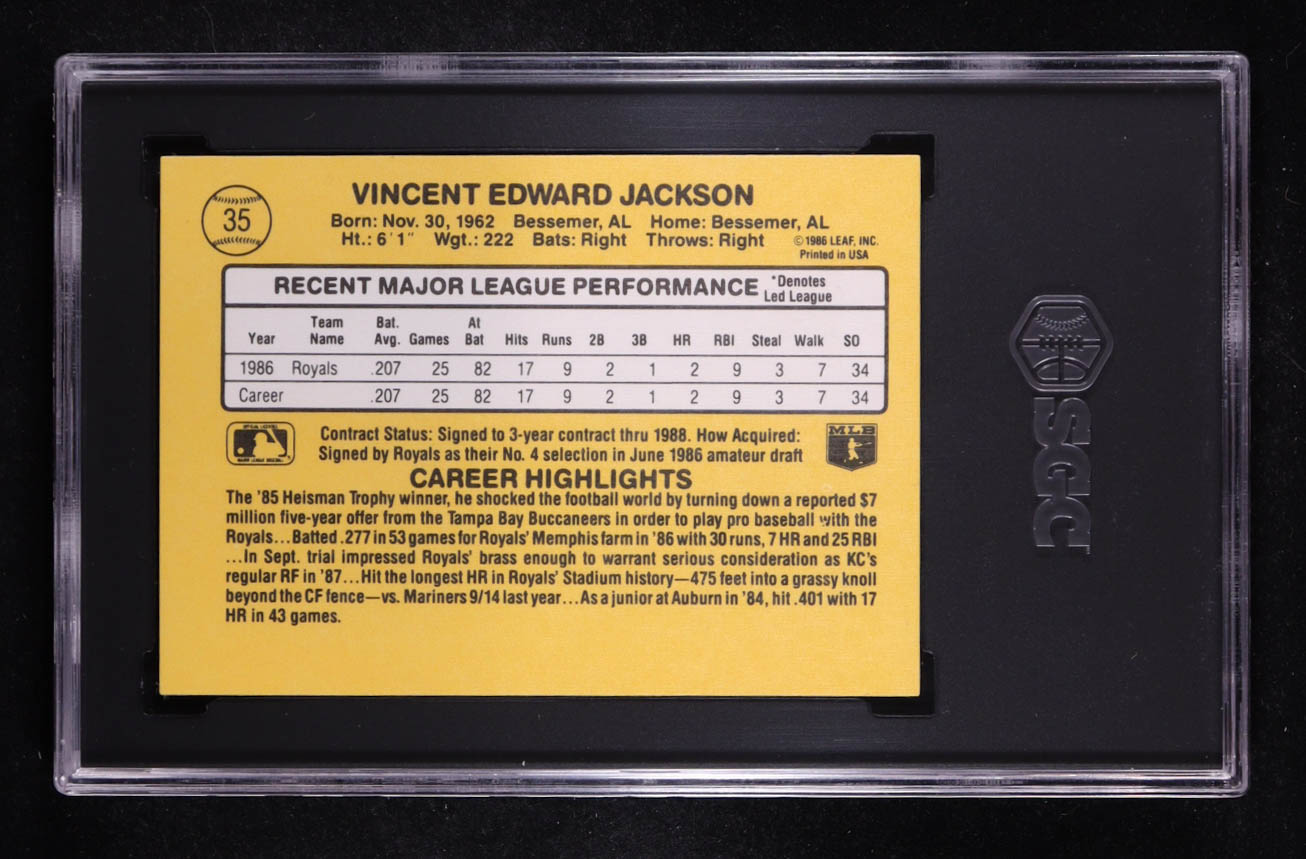 35
VINCENT EDWARD JACKSON
Born: Nov. 30, 1962 Bessemer, AL Home: Bessemer, AL
Ht.: 6'1" Wgt.: 222 Bats: Right Throws: Right
©1986 LEAF, INC.
Printed in USA
RECENT MAJOR LEAGUE PERFORMANCE
*Denotes
Led League
Year Team Name Bat. Avg. Games At Bat Hits Runs 2B 3B HR RBI Steal Walk SO
1986 Royals .207 25 82 17 9 2 1 2 9 3 7 34
Career .207 25 82 17 9 2 1 2 9 3 7 34
Contract Status: Signed to 3-year contract thru 1988. How Acquired:
Signed by Royals as their No. 4 selection in June 1986 amateur draft
MLB
CAREER HIGHLIGHTS
The '85 Heisman Trophy winner, he shocked the football world by turning down a reported $7
million five-year offer from the Tampa Bay Buccaneers in order to play pro baseball with the
Royals...Batted .277 in 53 games for Royals' Memphis farm in '86 with 30 runs, 7 HR and 25 RBI
...In Sept. trial impressed Royals' brass enough to warrant serious consideration as KC's
regular RF in '87...Hit the longest HR in Royals' Stadium history—475 feet into a grassy knoll
beyond the CF fence—vs. Mariners 9/14 last year...As a junior at Auburn in '84, hit .401 with 17
HR in 43 games.
SGC